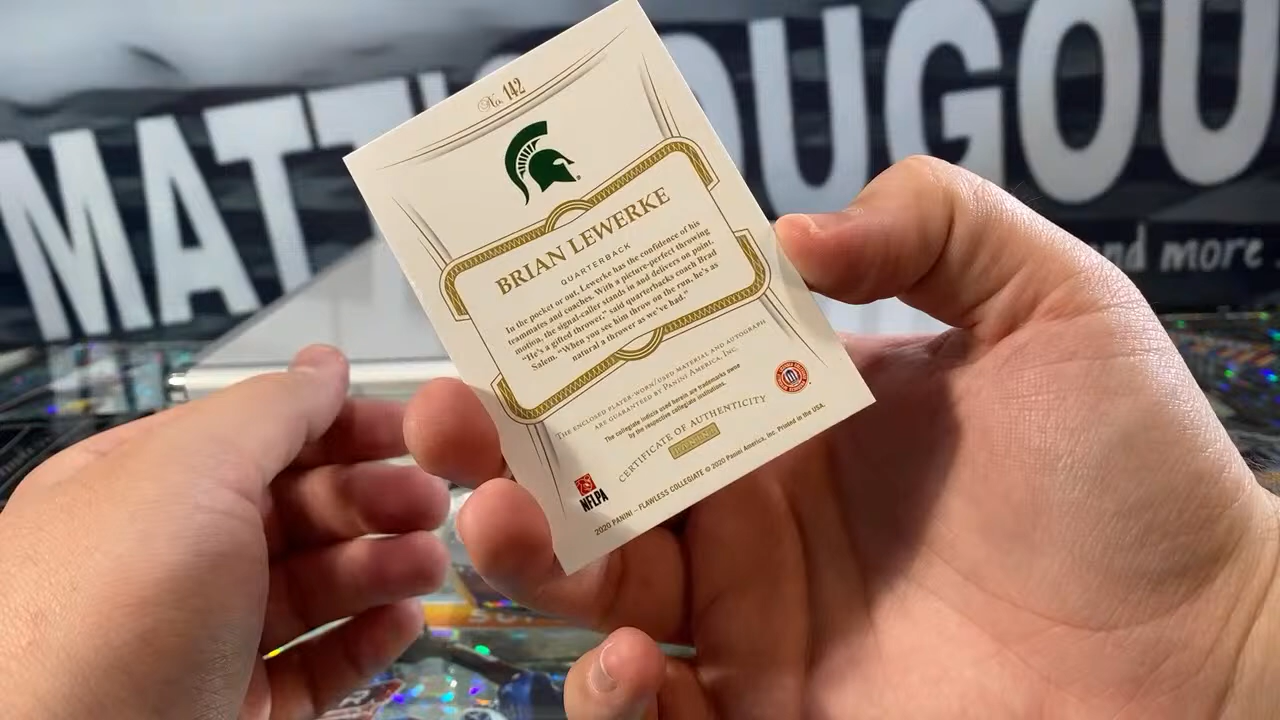 MATT'S
OUGOU
and more
No. 142
BRIAN LEWERKE
QUARTERBACK
In the pocket or out, Lewerke has the confidence of his
teammates and coaches. With a picture-perfect throwing
motion, the signal-caller stands in and delivers on point.
"He's a gifted thrower," said quarterbacks coach Brad
Salem. "When you see him throw on the run, he's as
natural a thrower as we've had."
THE ENCLOSED PLAYER-WORN/USED MATERIAL AND AUTOGRAPH
ARE GUARANTEED BY PANINI AMERICA, INC.
The collegiate indicia used herein are trademarks owned
by the respective collegiate institutions.
CERTIFICATE OF AUTHENTICITY
PANINI
NFLPA
2020 PANINI – FLAWLESS COLLEGIATE © 2020 Panini America, Inc. Printed in the USA.